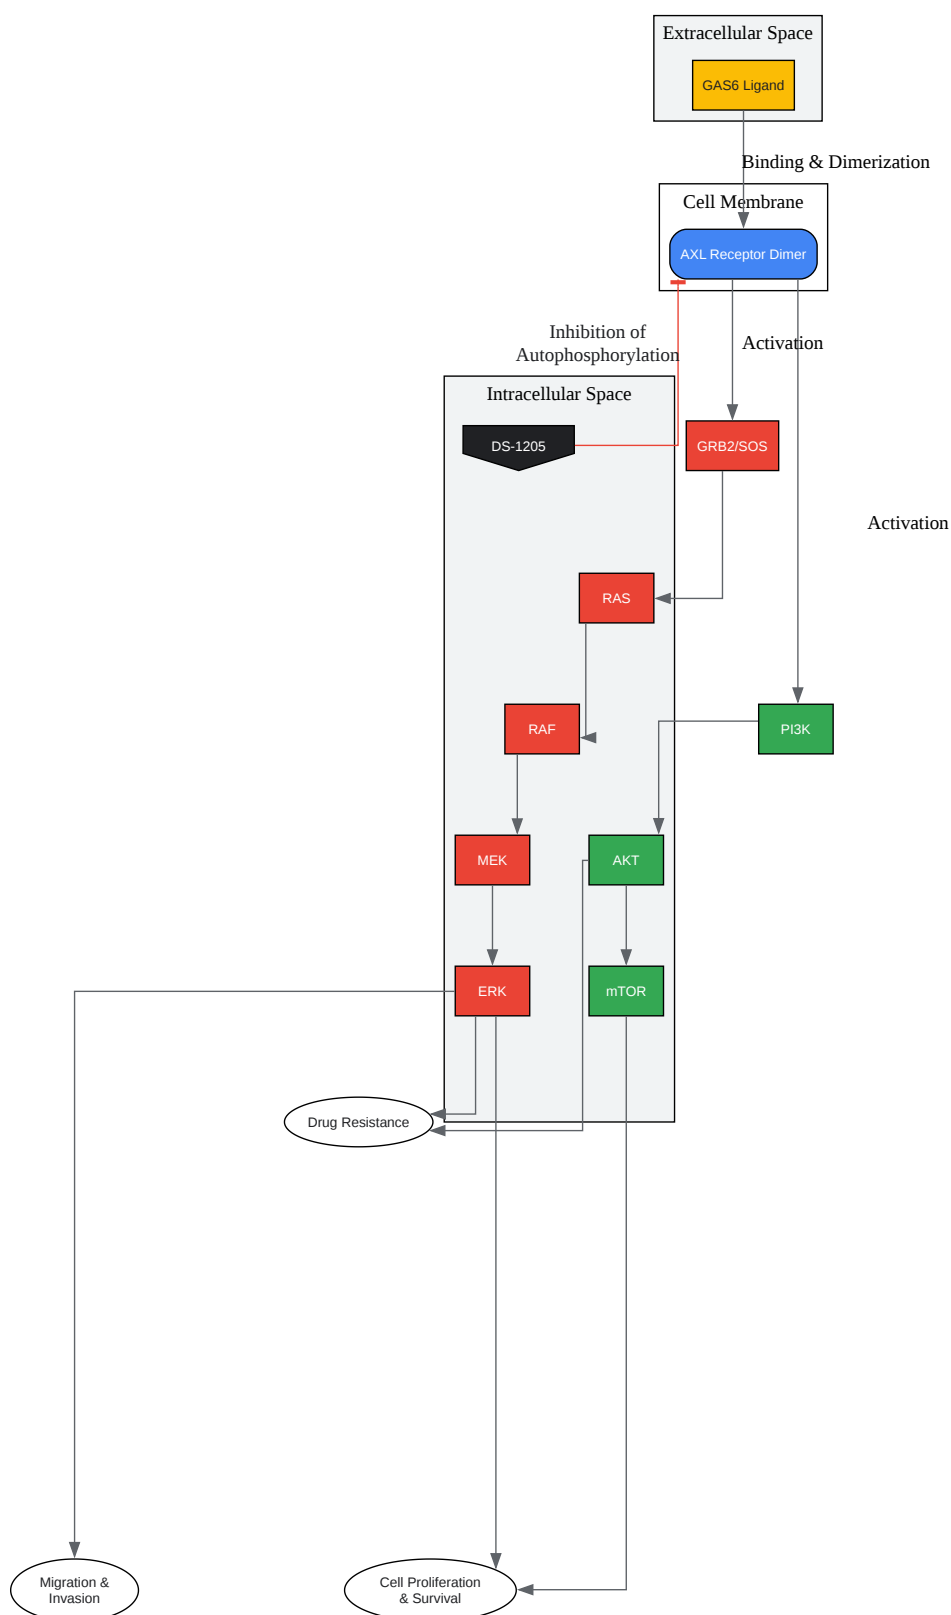 Extracellular Space
GAS6 Ligand
Binding & Dimerization
Cell Membrane
AXL Receptor Dimer
Inhibition of
Autophosphorylation
Activation
Intracellular Space
DS-1205
GRB2/SOS
Activation
RAS
RAF
PI3K
MEK
AKT
ERK
mTOR
Drug Resistance
Migration &
Invasion
Cell Proliferation
& Survival